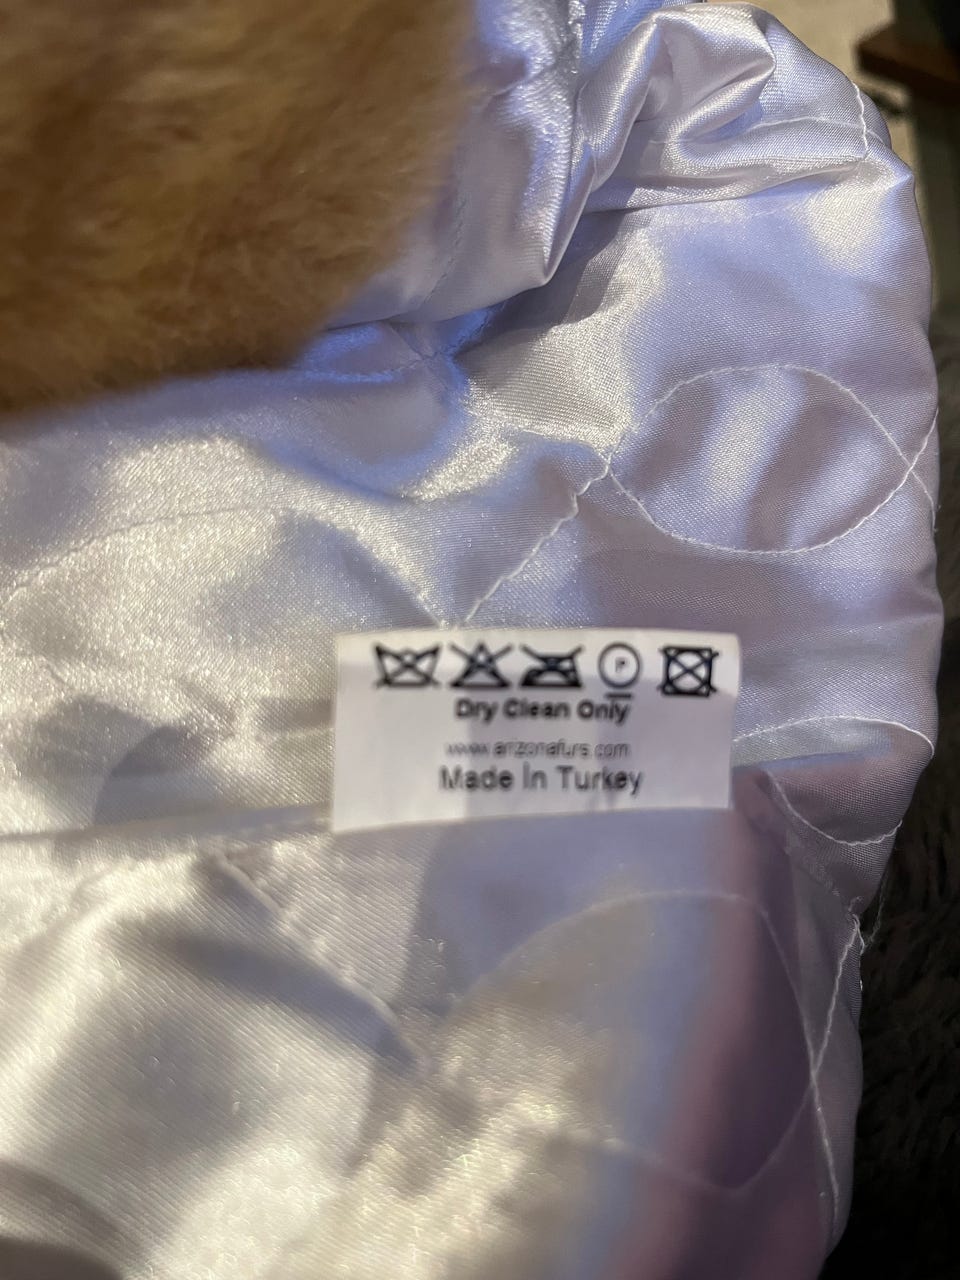 P
Dry Clean Only
www.arizonafurs.com
Made İn Turkey